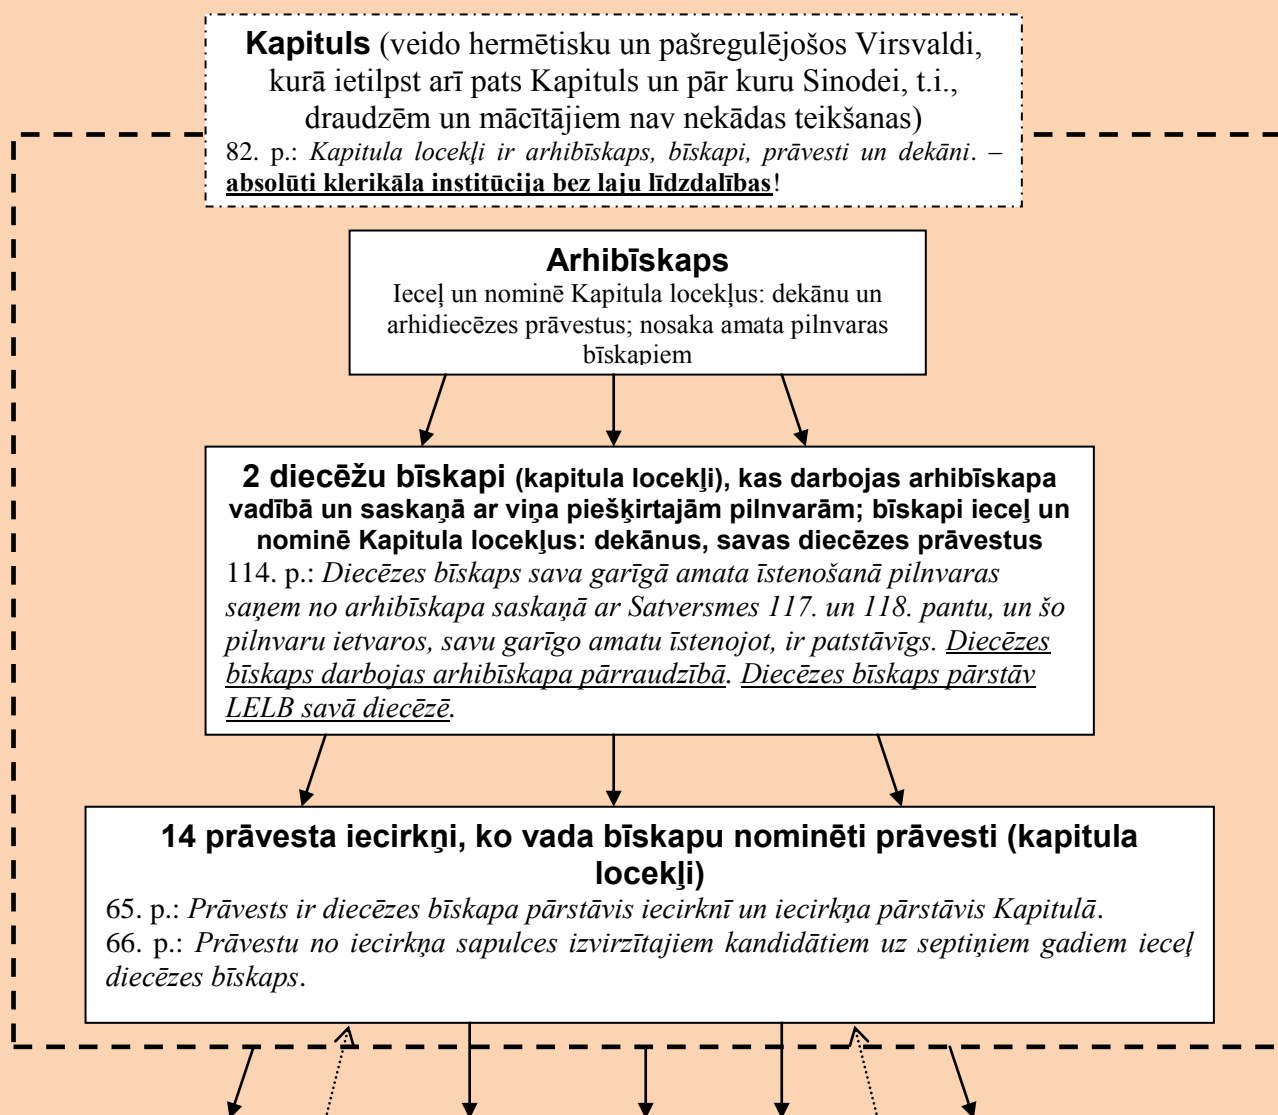 Kapituls (veido hermētisku un pašregulējošos Virsvaldi,
kurā ietilpst arī pats Kapituls un pār kuru Sinodei, t.i.,
draudzēm un mācītājiem nav nekādas teikšanas)
82. p.: Kapitula locekļi ir arhibīskaps, bīskapi, prāvesti un dekāni. –
absolūti klerikāla institūcija bez laju līdzdalības!
Arhibīskaps
Ieceļ un nominē Kapitula locekļus: dekānu un
arhidiecēzes prāvestus; nosaka amata pilnvaras
bīskapiem
2 diecēžu bīskapi (kapitula locekļi), kas darbojas arhibīskapa
vadībā un saskaņā ar viņa piešķirtajām pilnvarām; bīskapi ieceļ un
nominē Kapitula locekļus: dekānus, savas diecēzes prāvestus
114. p.: Diecēzes bīskaps sava garīgā amata īstenošanā pilnvaras
saņem no arhibīskapa saskaņā ar Satversmes 117. un 118. pantu, un šo
pilnvaru ietvaros, savu garīgo amatu īstenojot, ir patstāvīgs. Diecēzes
bīskaps darbojas arhibīskapa pārraudzībā. Diecēzes bīskaps pārstāv
LELB savā diecēzē.
14 prāvesta iecirkņi, ko vada bīskapu nominēti prāvesti (kapitula
locekļi)
65. p.: Prāvests ir diecēzes bīskapa pārstāvis iecirknī un iecirkņa pārstāvis Kapitulā.
66. p.: Prāvestu no iecirkņa sapulces izvirzītajiem kandidātiem uz septiņiem gadiem ieceļ
diecēzes bīskaps.